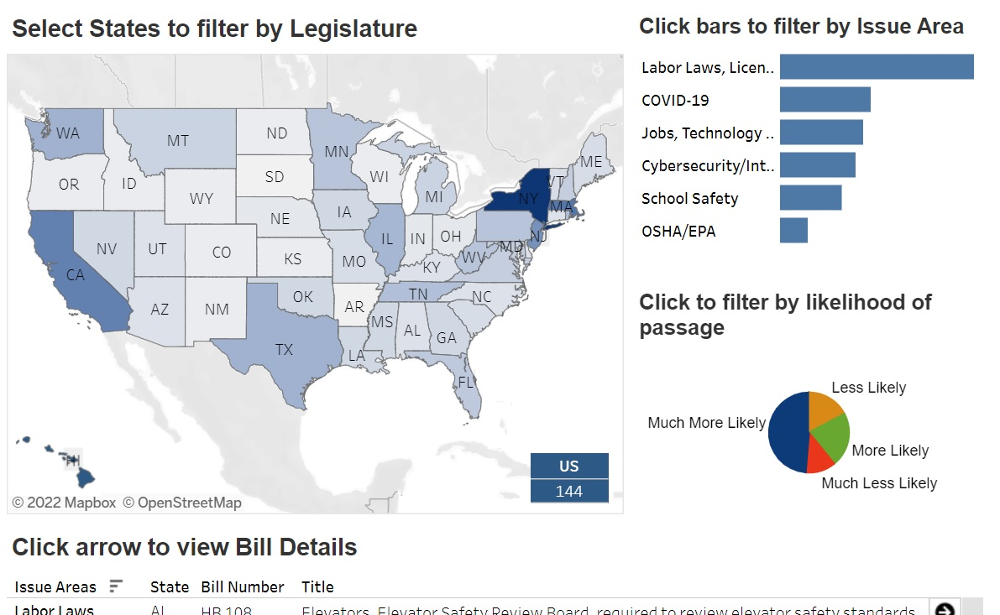 Select States to filter by Legislature
WA
MT
ND
MN
ME
OR
ID
SD
WI
VT
WY
MI
NY
MA
IA
NE
NV
UT
CO
IL
IN
OH
NJ
MD
KS
MO
WV
KY
CA
AZ
NM
OK
TN
NC
AR
MS
AL
GA
TX
LA
FL
HI
US
144
© 2022 Mapbox © OpenStreetMap
Click bars to filter by Issue Area
Labor Laws, Licen..
COVID-19
Jobs, Technology ..
Cybersecurity/Int..
School Safety
OSHA/EPA
Click to filter by likelihood of
passage
Less Likely
Much More Likely
More Likely
Much Less Likely
Click arrow to view Bill Details
Issue Areas State Bill Number Title
Labor Laws AL HB 108 Elevators, Elevator Safety Review Board, required to review elevator safety standards